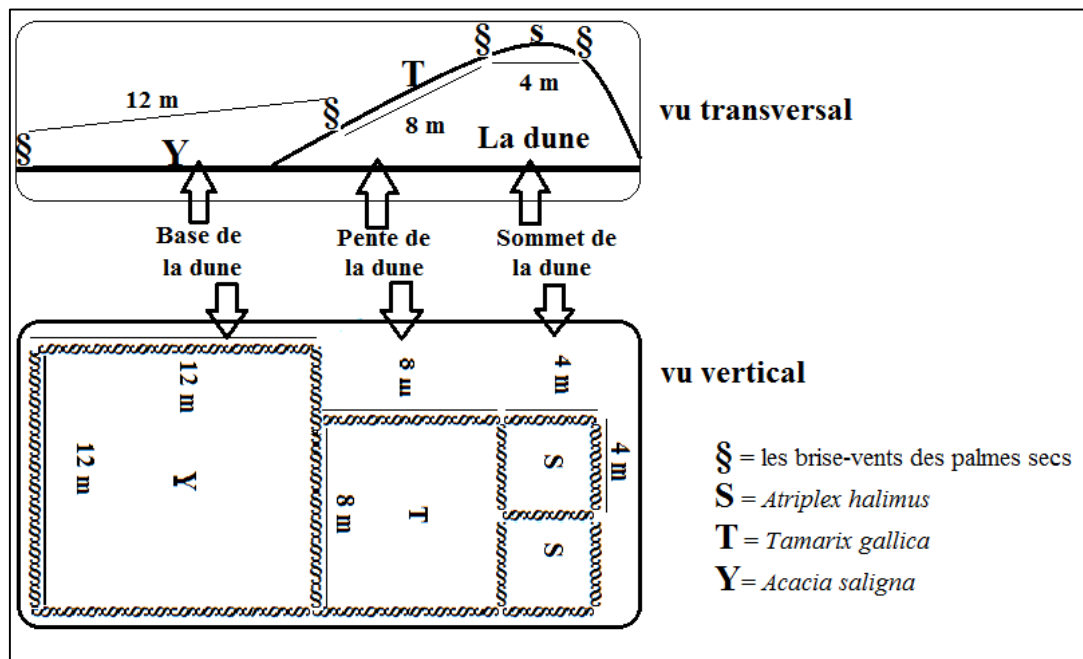 § s §
T
12 m
4 m
§ §
8 m
La dune
Y
vu transversal
Base de
la dune
Pente de
la dune
Sommet de
la dune
12 m
8 m
4 m
vu vertical
12 m
Y
8 m
T
S
4 m
S
§ = les brise-vents des palmes secs
S = Atriplex halimus
T = Tamarix gallica
Y = Acacia saligna